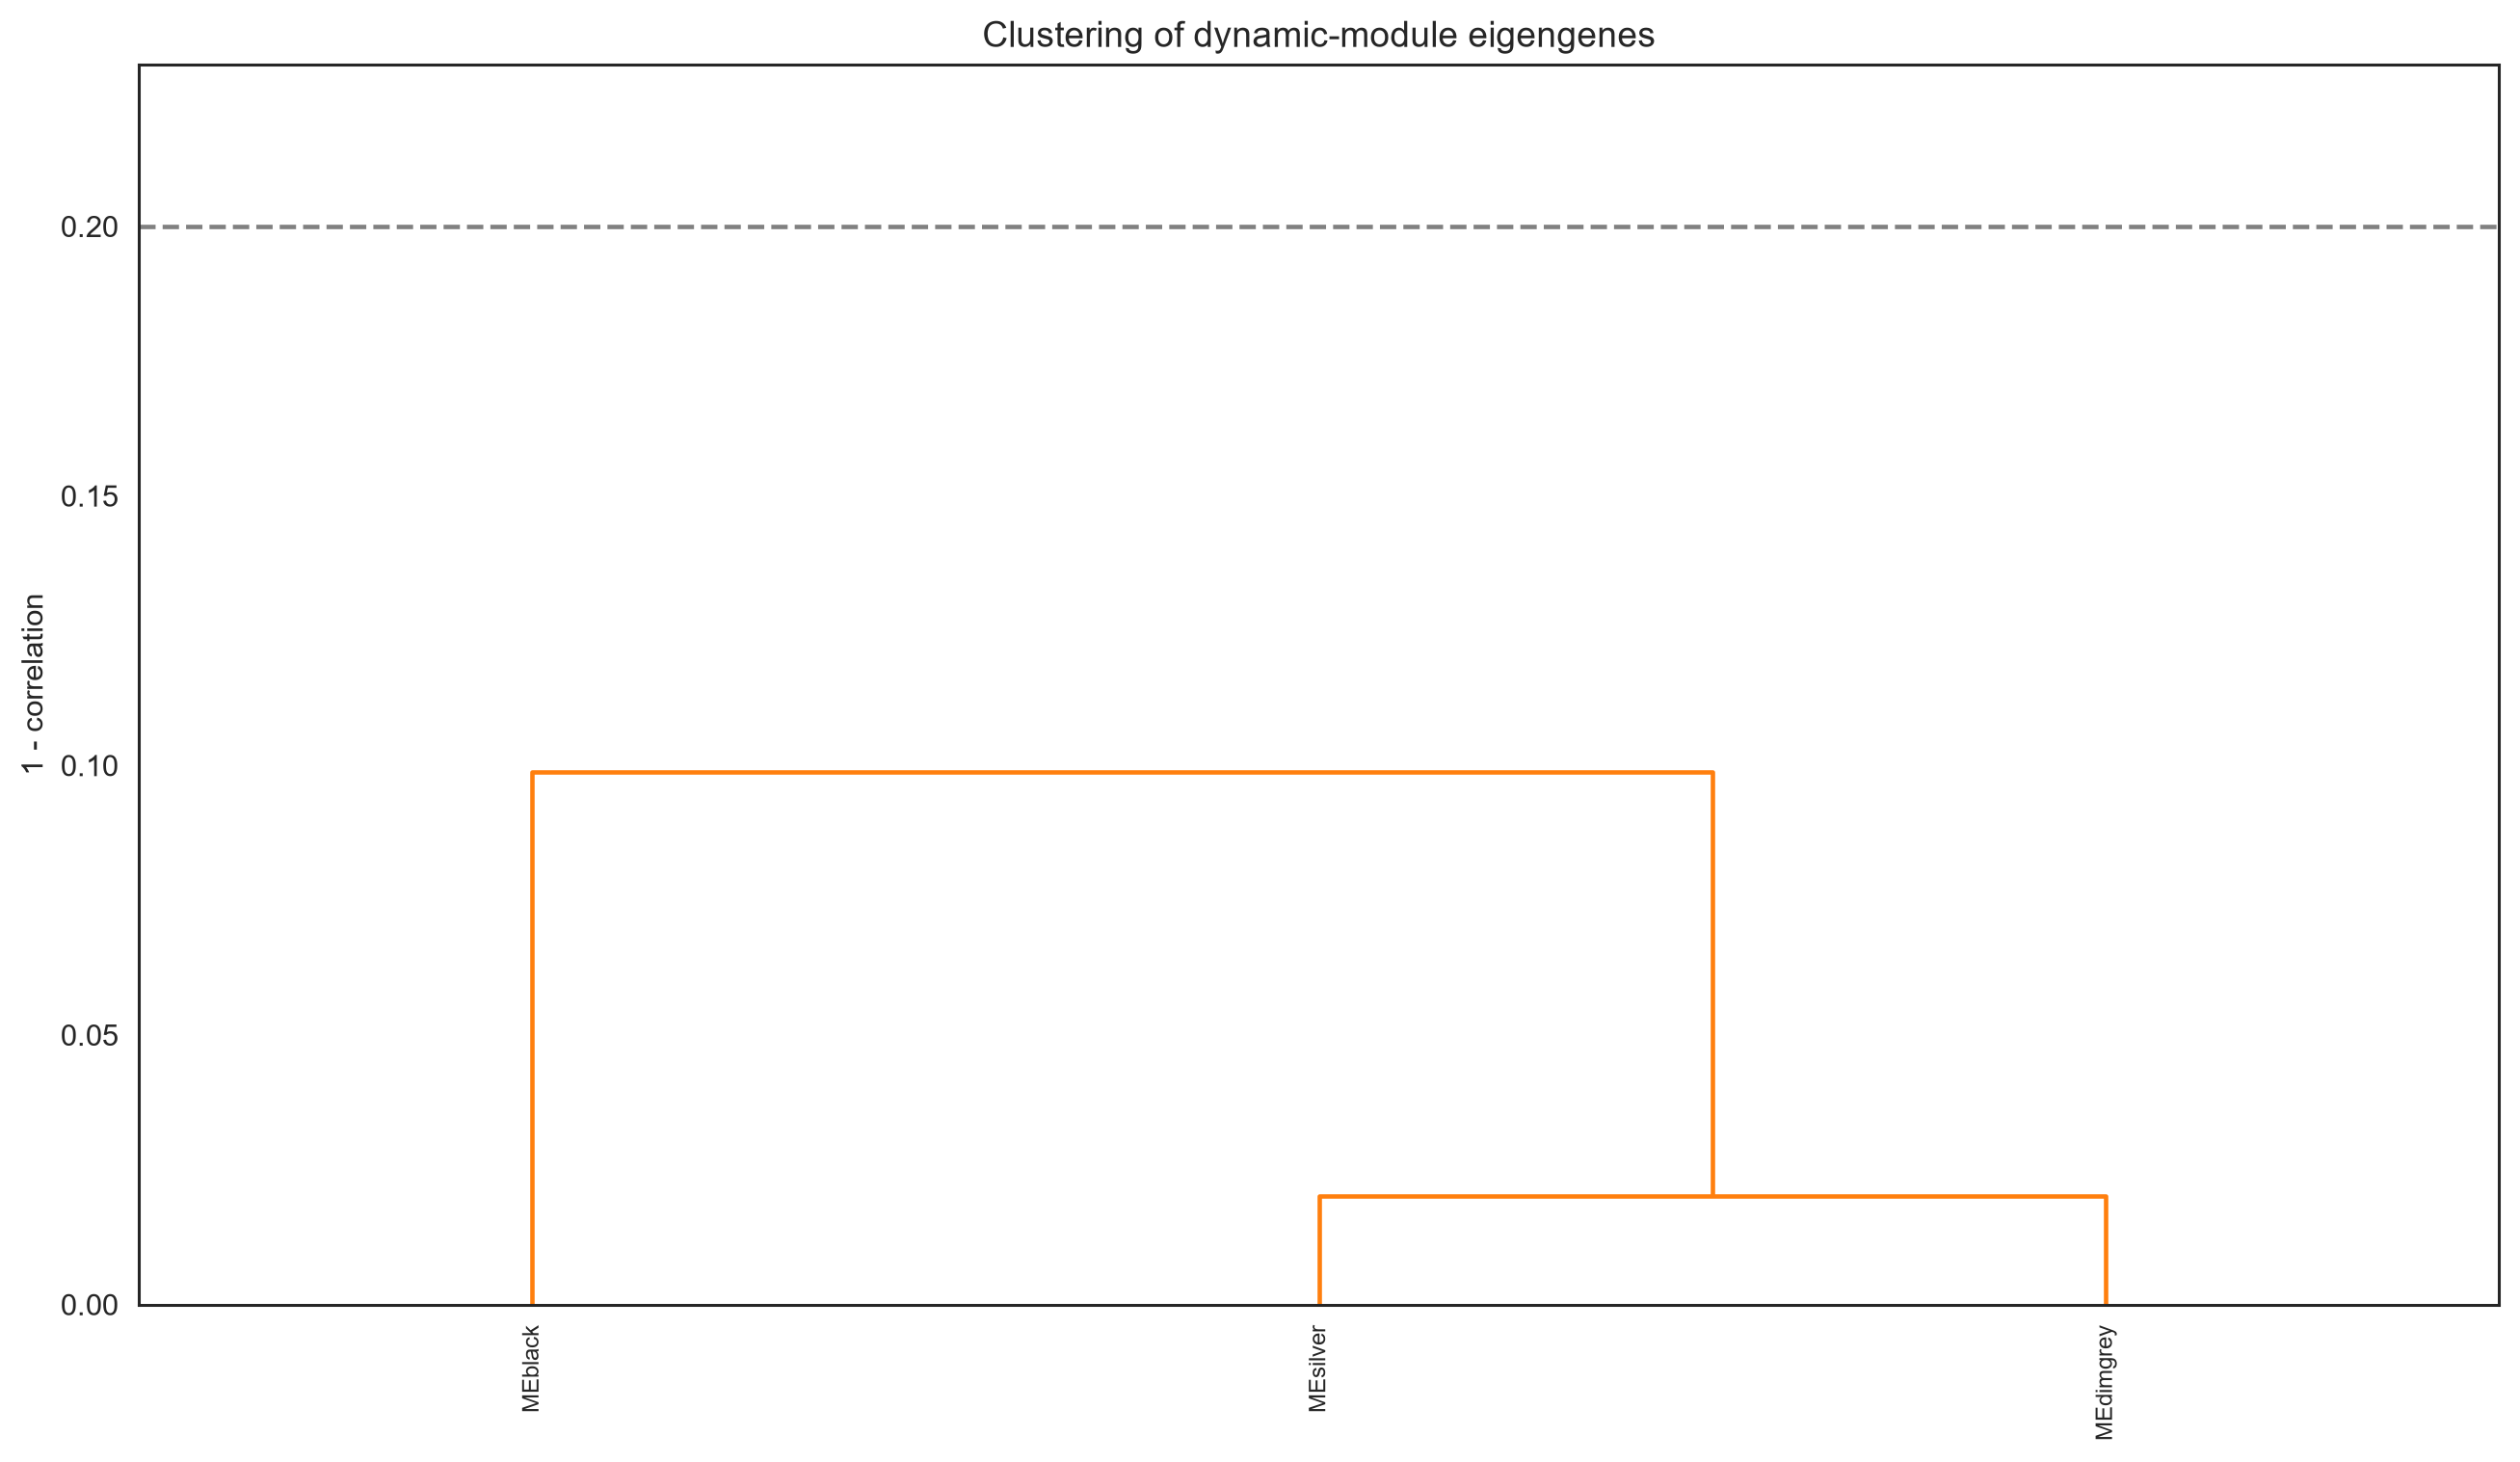 Clustering of dynamic-module eigengenes
1 - correlation
0.20
0.15
0.10
0.05
0.00
MEblack
MEsilver
MEdimgrey